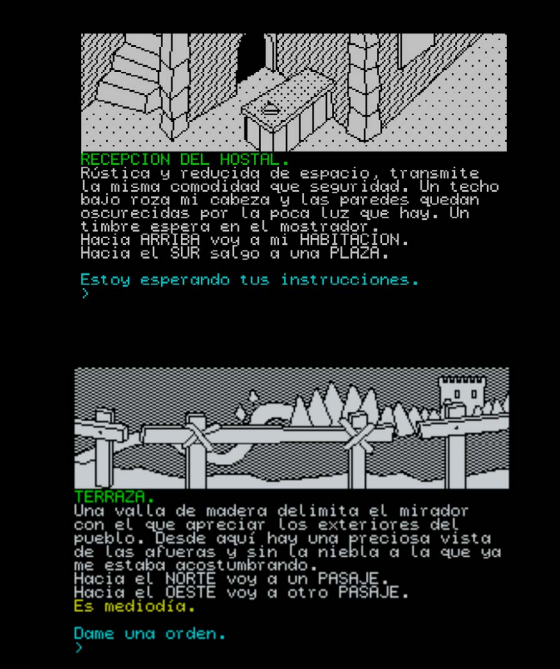 RECEPCION DEL HOSTAL.
Rústica y reducida de espacio, transmite
la misma comodidad que seguridad. Un techo
bajo roza mi cabeza y las paredes quedan
oscurecidas por la poca luz que hay. Un
timbre espera en el mostrador.
Hacia ARRIBA voy a mi HABITACION.
Hacia el SUR salgo a una PLAZA.
Estoy esperando tus instrucciones.
>
TERRAZA.
Una valla de madera delimita el mirador
con el que apreciar los exteriores del
pueblo. Desde aquí hay una preciosa vista
de las afueras y sin la niebla a la que ya
me estaba acostumbrando.
Hacia el NORTE voy a un PASAJE.
Hacia el OESTE voy a otro PASAJE.
Es mediodía.
Dame una orden.
>